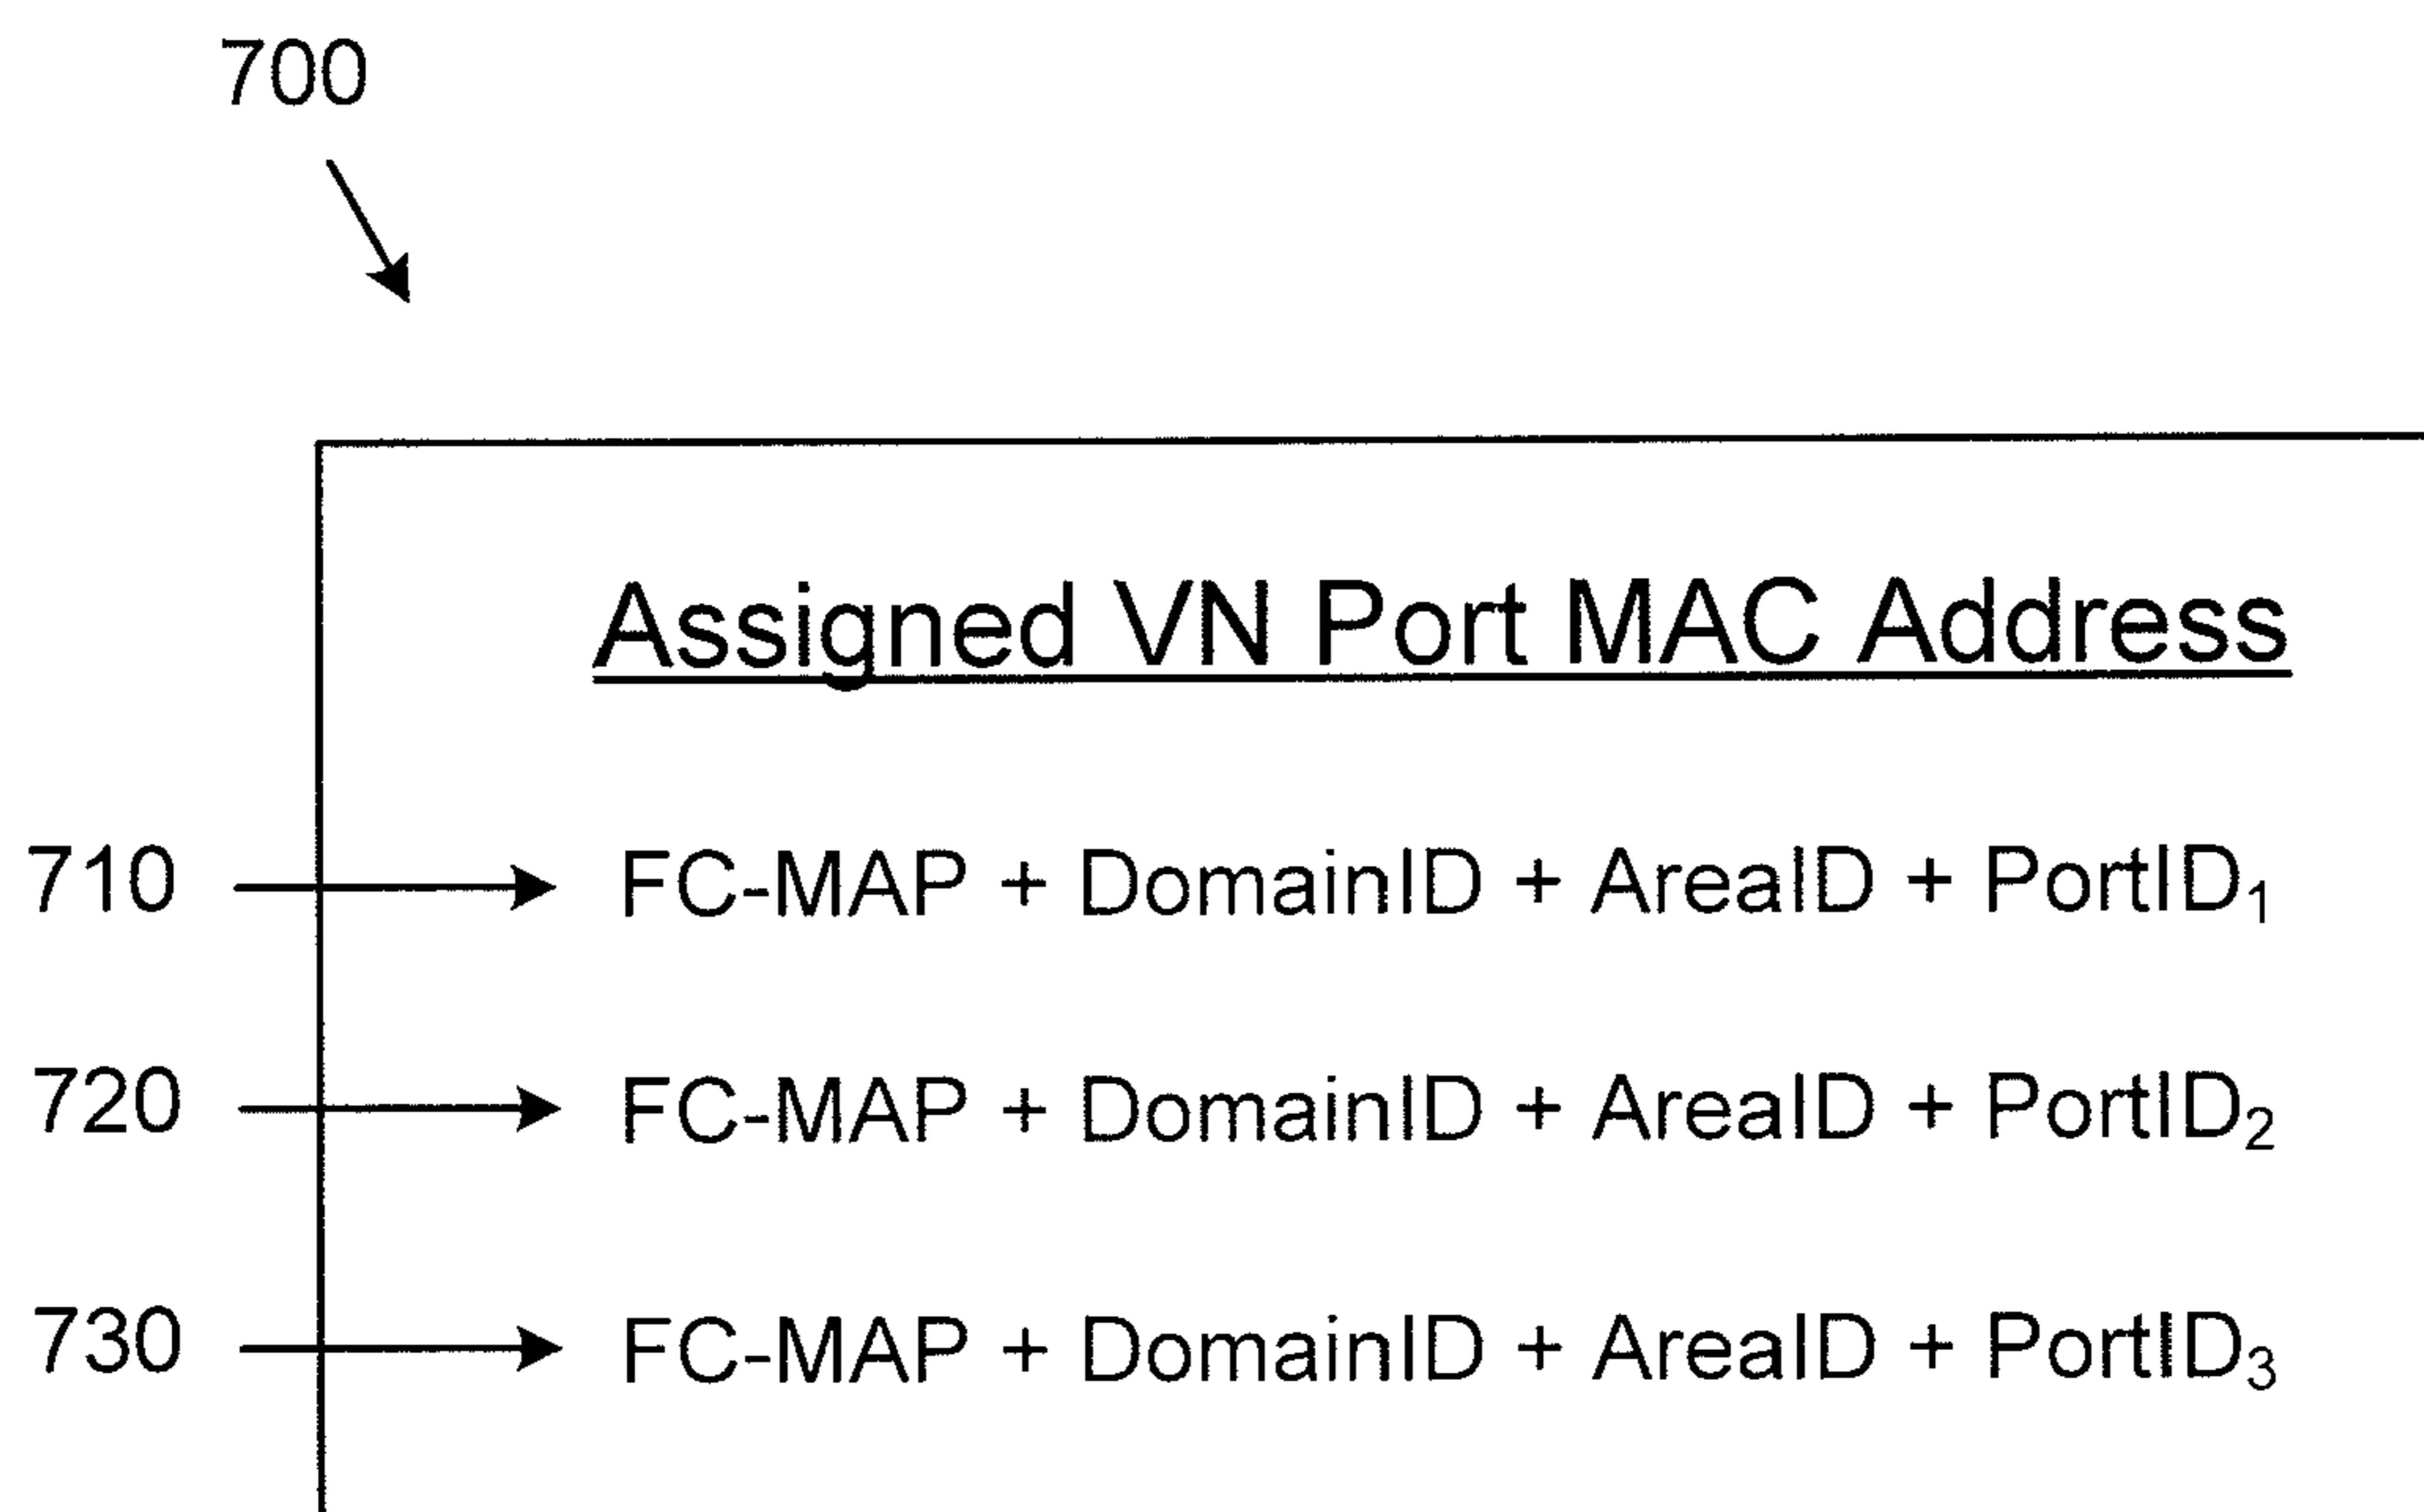 700
Assigned VN Port MAC Address
710 FC-MAP + DomainID + AreaID + PortID₁
720 FC-MAP + DomainID + AreaID + PortID₂
730 FC-MAP + DomainID + AreaID + PortID₃